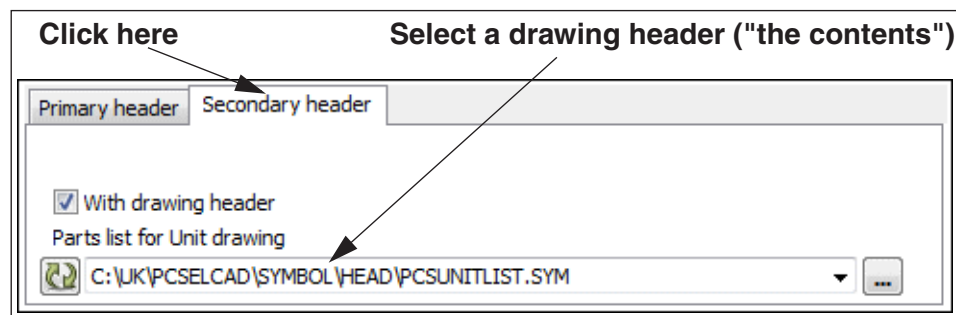 Click here Select a drawing header ("the contents")
Primary header Secondary header
With drawing header
Parts list for Unit drawing
C:\UK\PCSELCAD\SYMBOL\HEAD\PCSUNITLIST.SYM ...